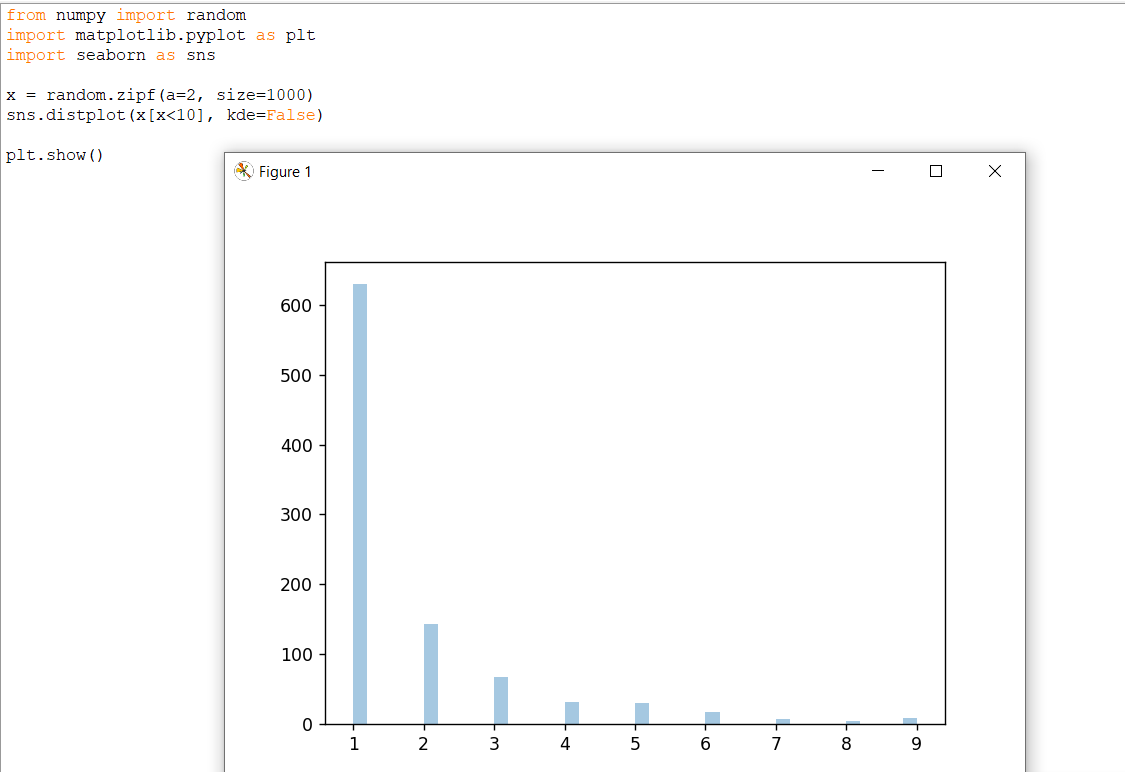 from numpy import random
import matplotlib.pyplot as plt
import seaborn as sns
x = random.zipf(a=2, size=1000)
sns.distplot(x[x<10], kde=False)
plt.show()
Figure 1
600
500
400
300
200
100
0
1 2 3 4 5 6 7 8 9